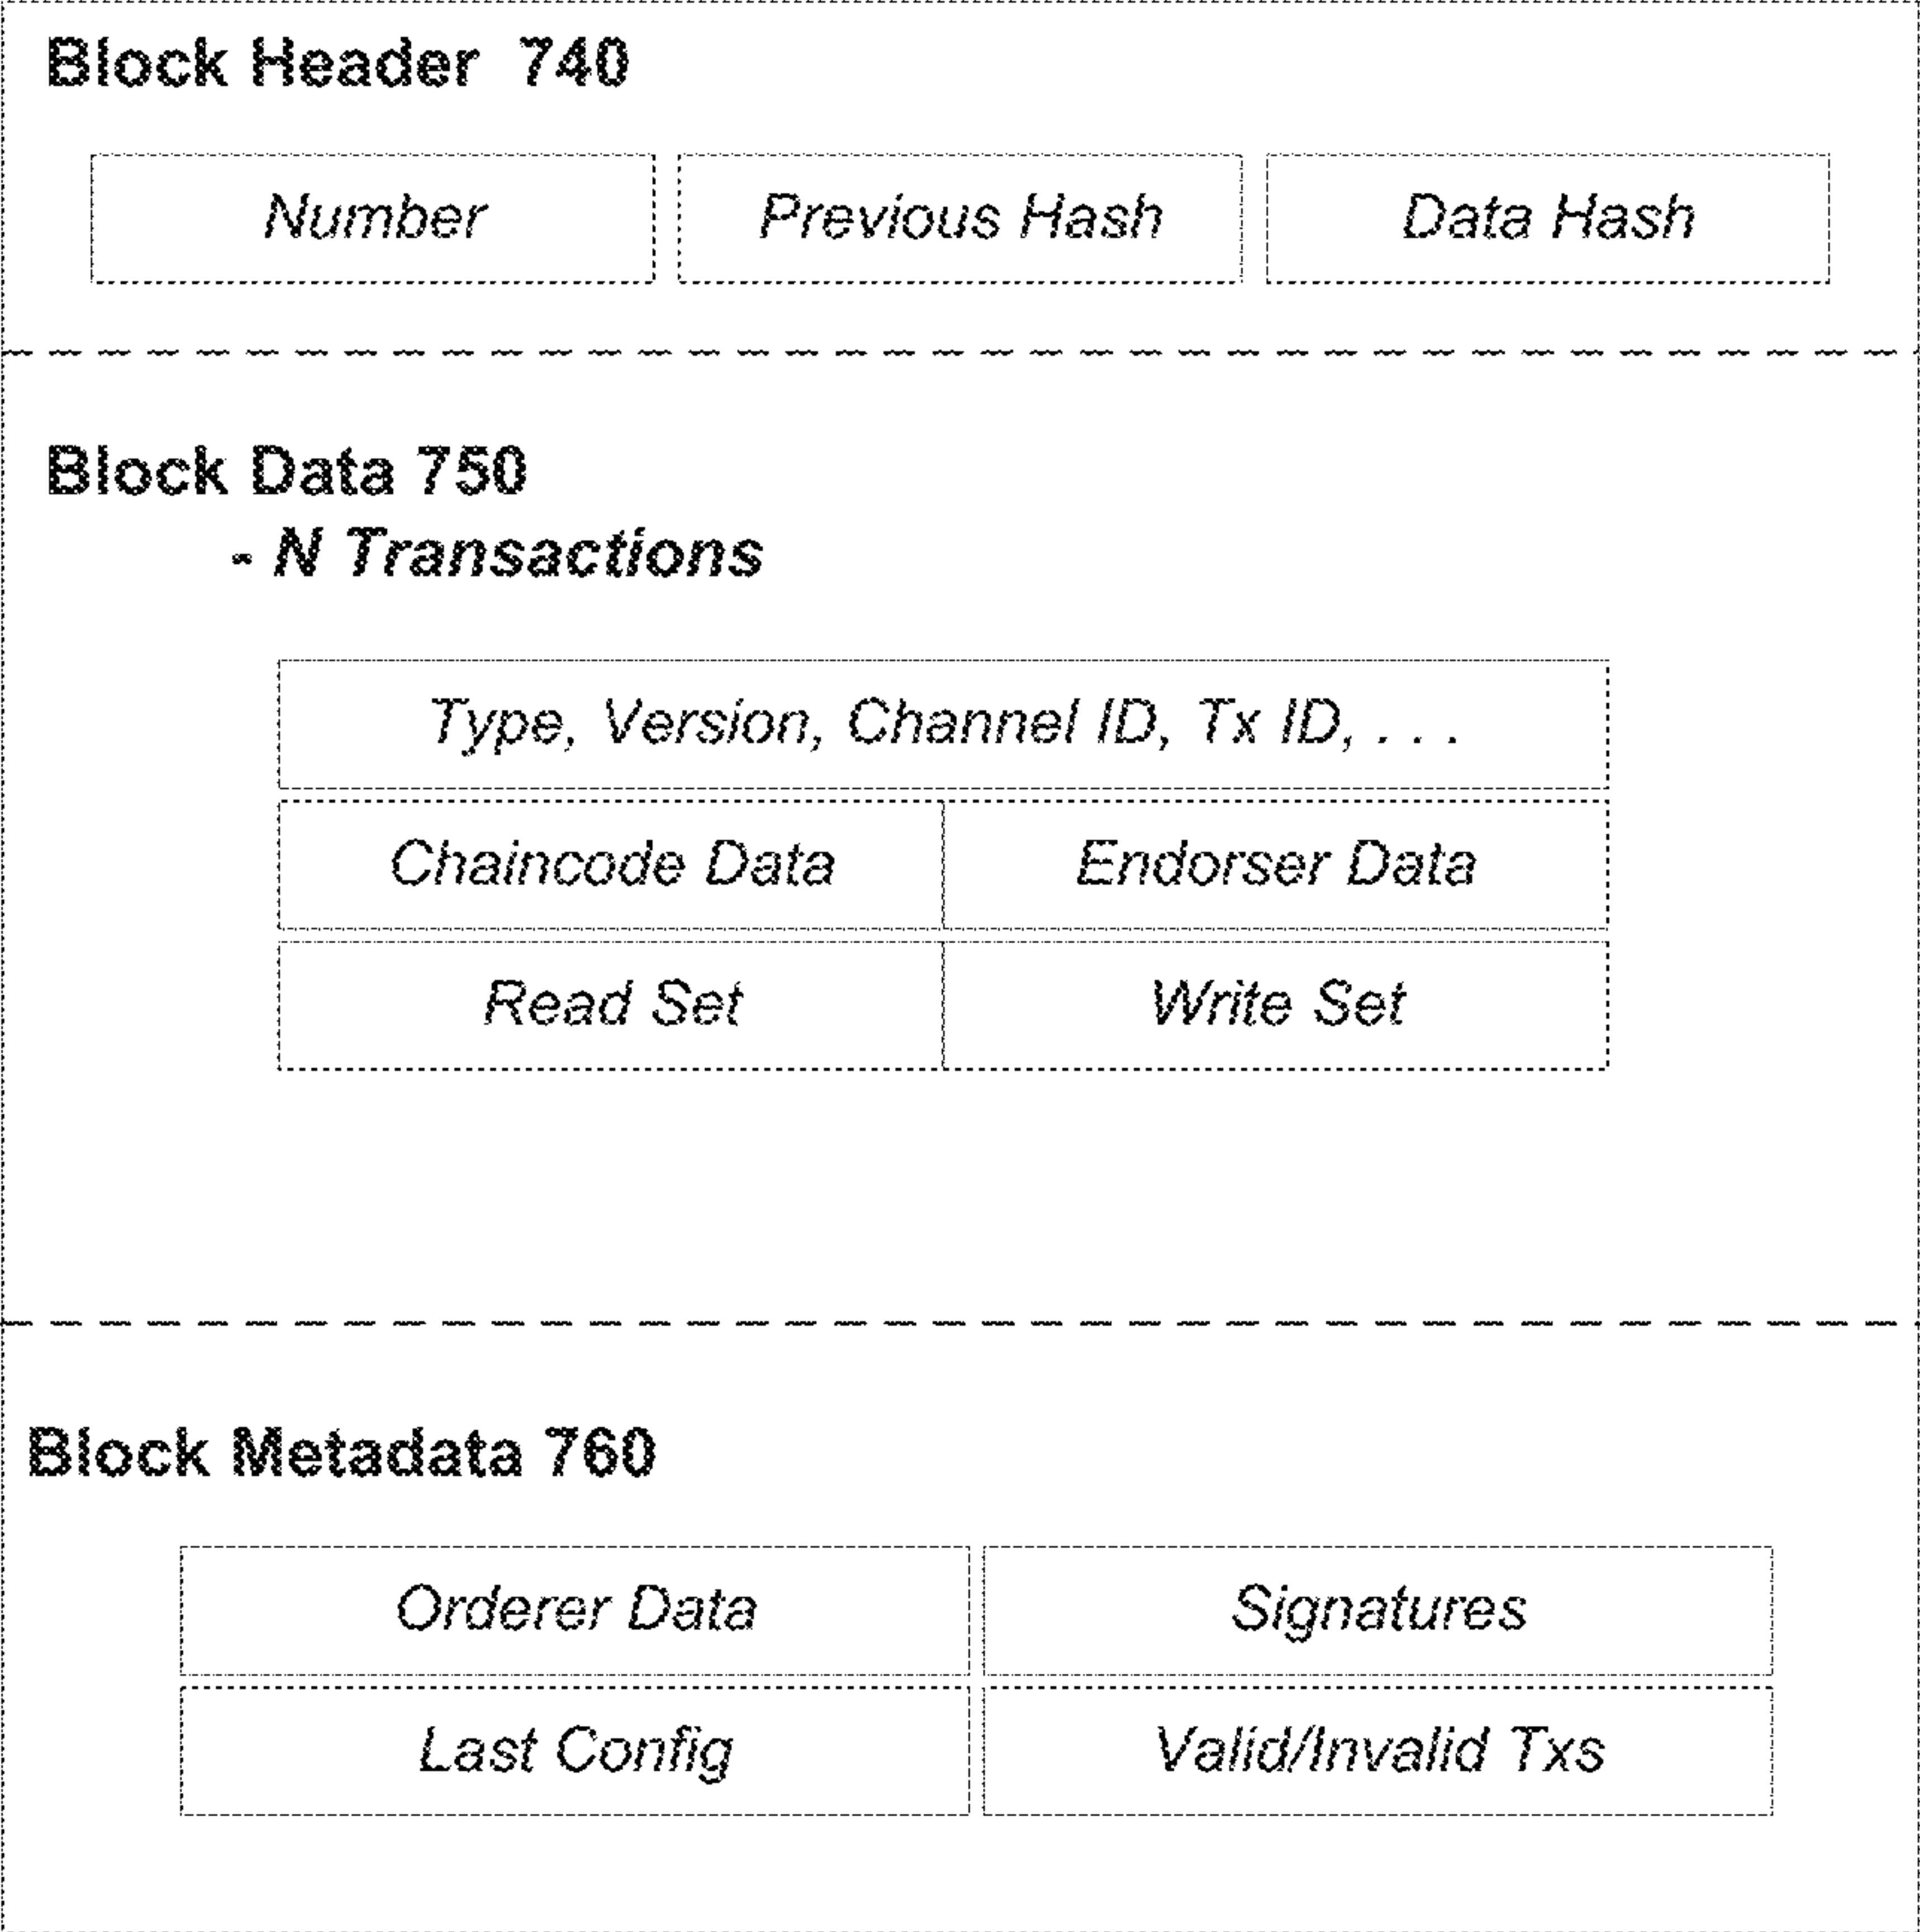 Block Header 740
Number Previous Hash Data Hash
Block Data 750
- N Transactions
Type, Version, Channel ID, Tx ID, . . .
Chaincode Data Endorser Data
Read Set Write Set
Block Metadata 760
Orderer Data Signatures
Last Config Valid/Invalid Txs